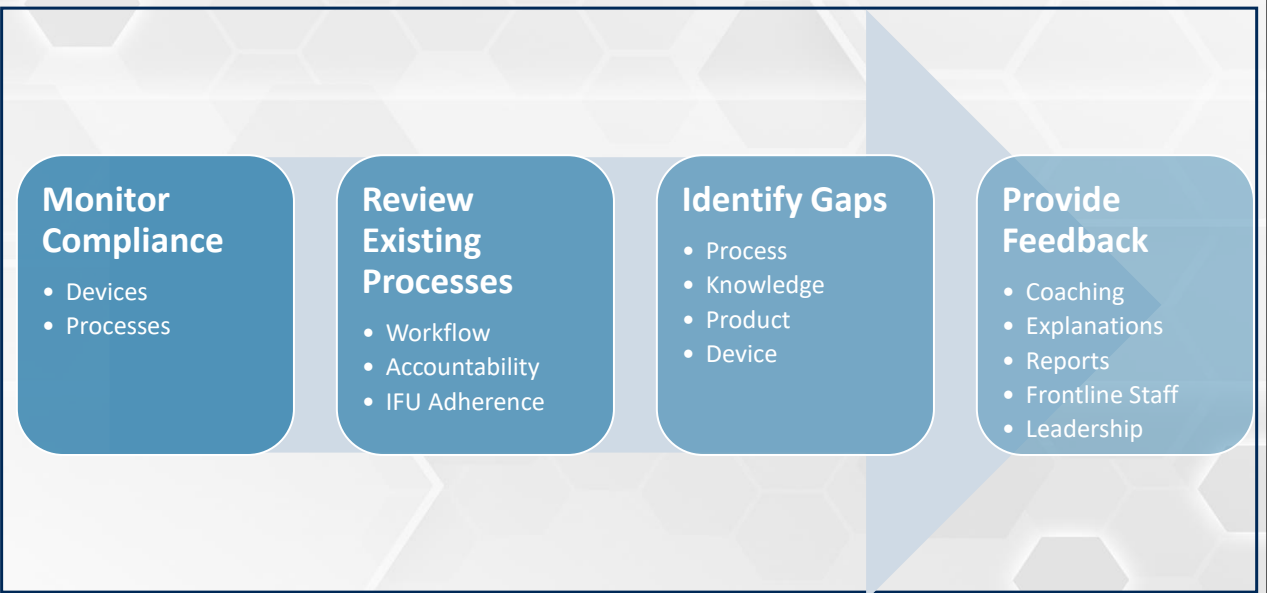 Monitor
Compliance
• Devices
• Processes
Review
Existing
Processes
• Workflow
• Accountability
• IFU Adherence
Identify Gaps
• Process
• Knowledge
• Product
• Device
Provide
Feedback
• Coaching
• Explanations
• Reports
• Frontline Staff
• Leadership